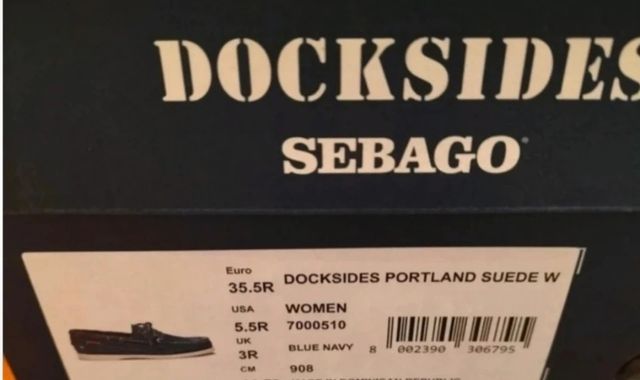 DOCKSIDES
SEBAGO®
Euro
35.5R
DOCKSIDES PORTLAND SUEDE W
USA
5.5R
WOMEN
7000510
UK
3R
BLUE NAVY
8 002390 306795
CM
908